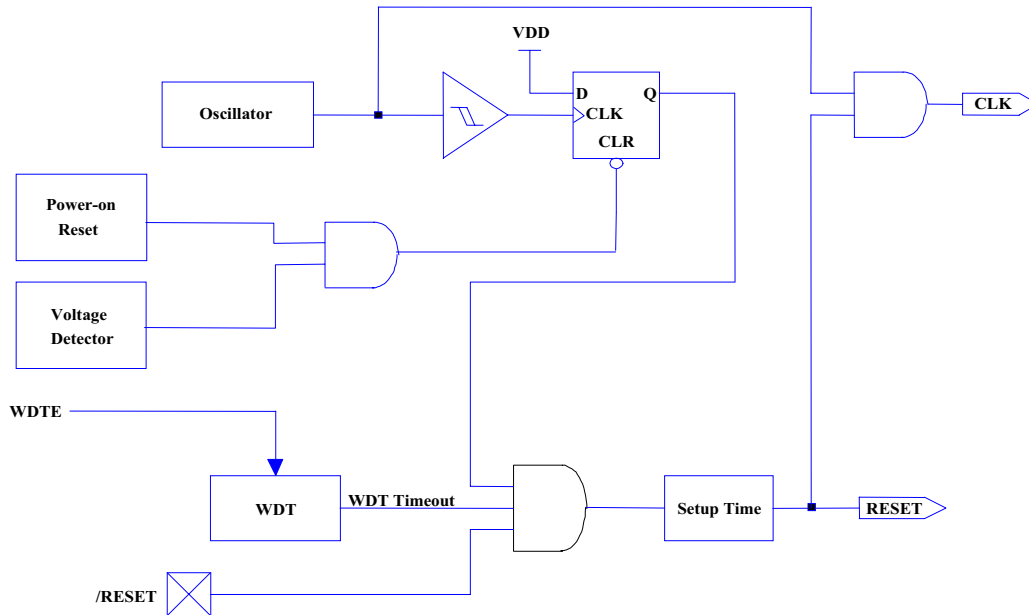 VDD
D
Q
CLK
CLR
Oscillator
CLK
Power-on
Reset
Voltage
Detector
WDTE
WDT
WDT Timeout
Setup Time
RESET
/RESET